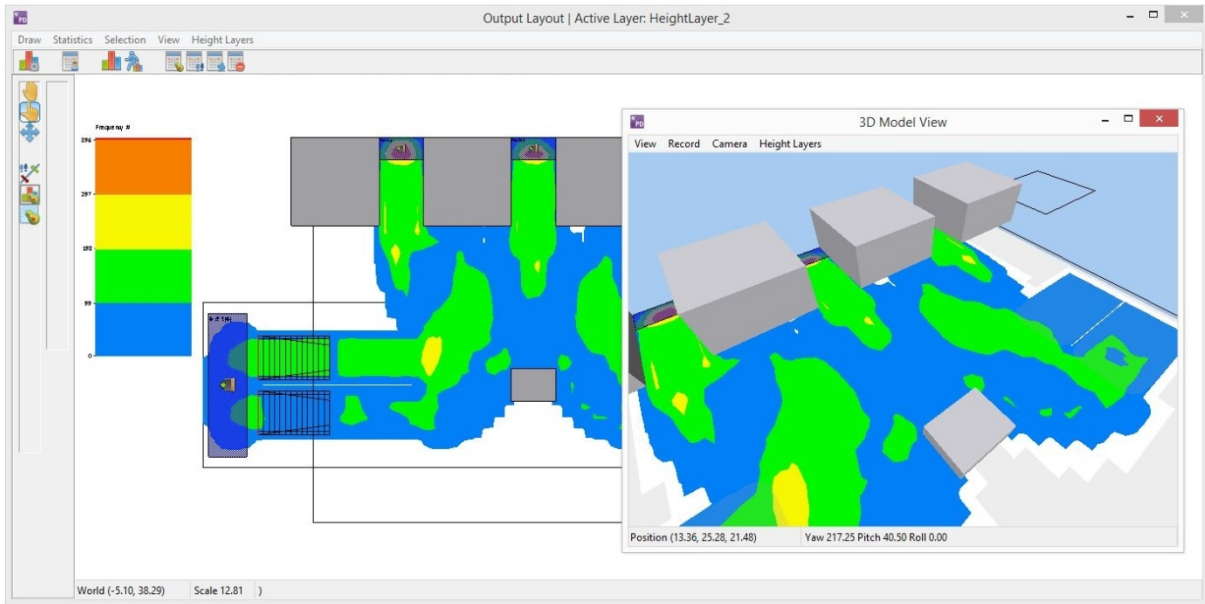 Output Layout | Active Layer: HeightLayer_2
Draw Statistics Selection View Height Layers
Frequency #
297
99
0
PD
3D Model View
View Record Camera Height Layers
Position (13.36, 25.28, 21.48) Yaw 217.25 Pitch 40.50 Roll 0.00
World (-5.10, 38.29) Scale 12.81 )